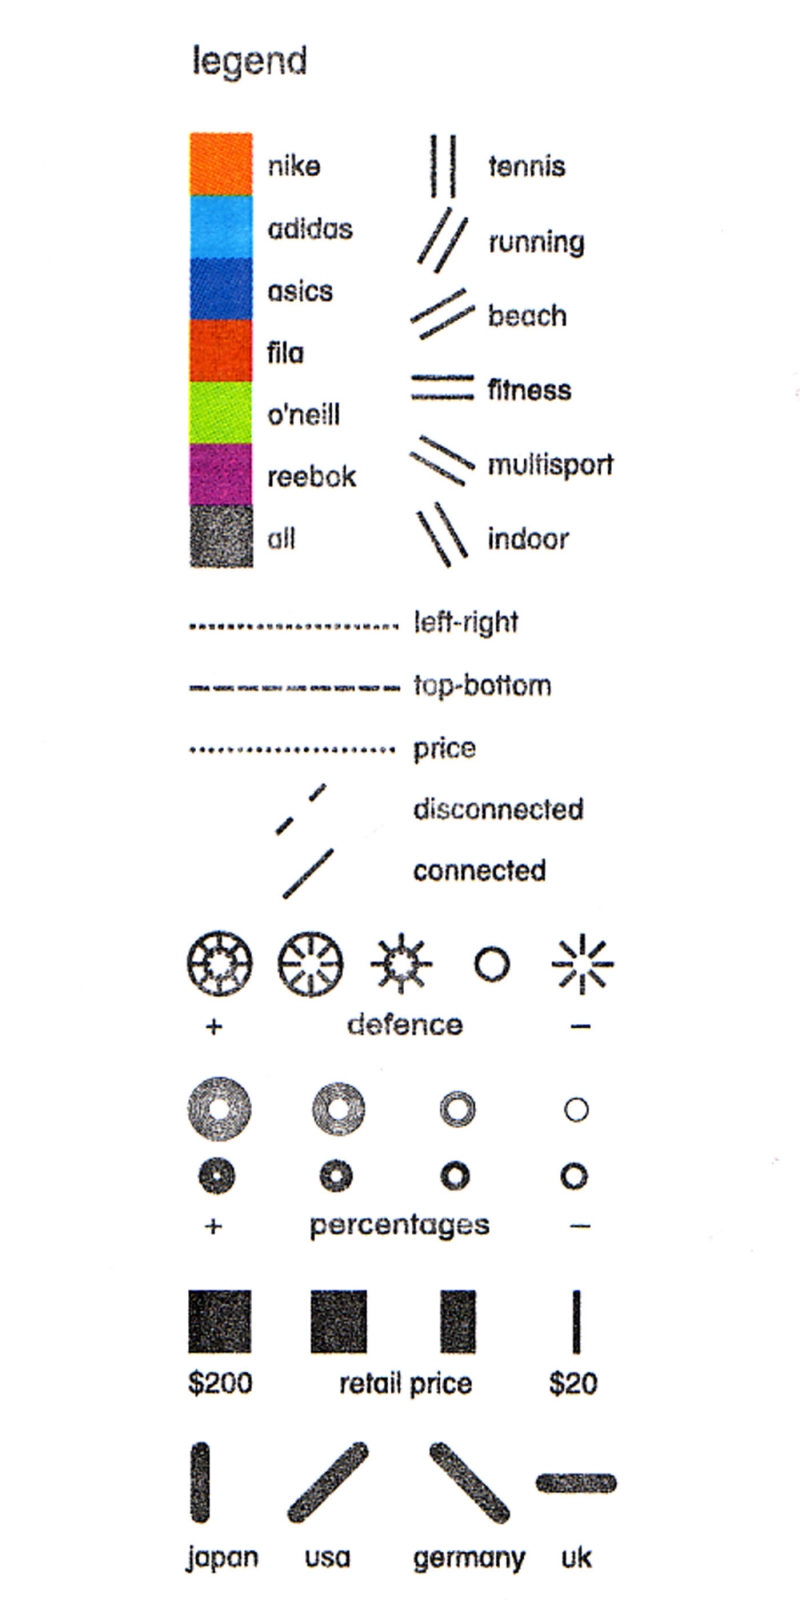 legend
nike
adidas
asics
fila
o'neill
reebok
all
tennis
running
beach
fitness
multisport
indoor
left-right
top-bottom
price
disconnected
connected
+ defence −
+ percentages −
$200 retail price $20
japan usa germany uk